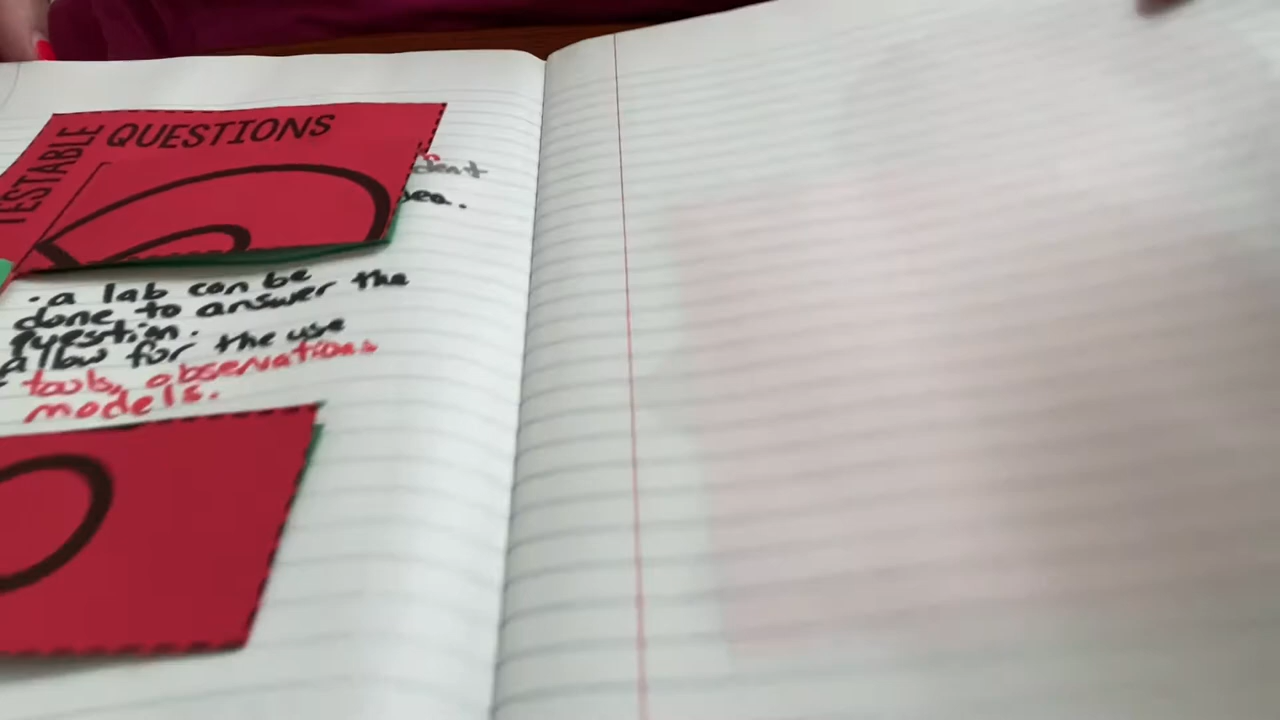 TESTABLE QUESTIONS
• a lab can be
done to answer the
question.
allow for the use
tools, observations
models.